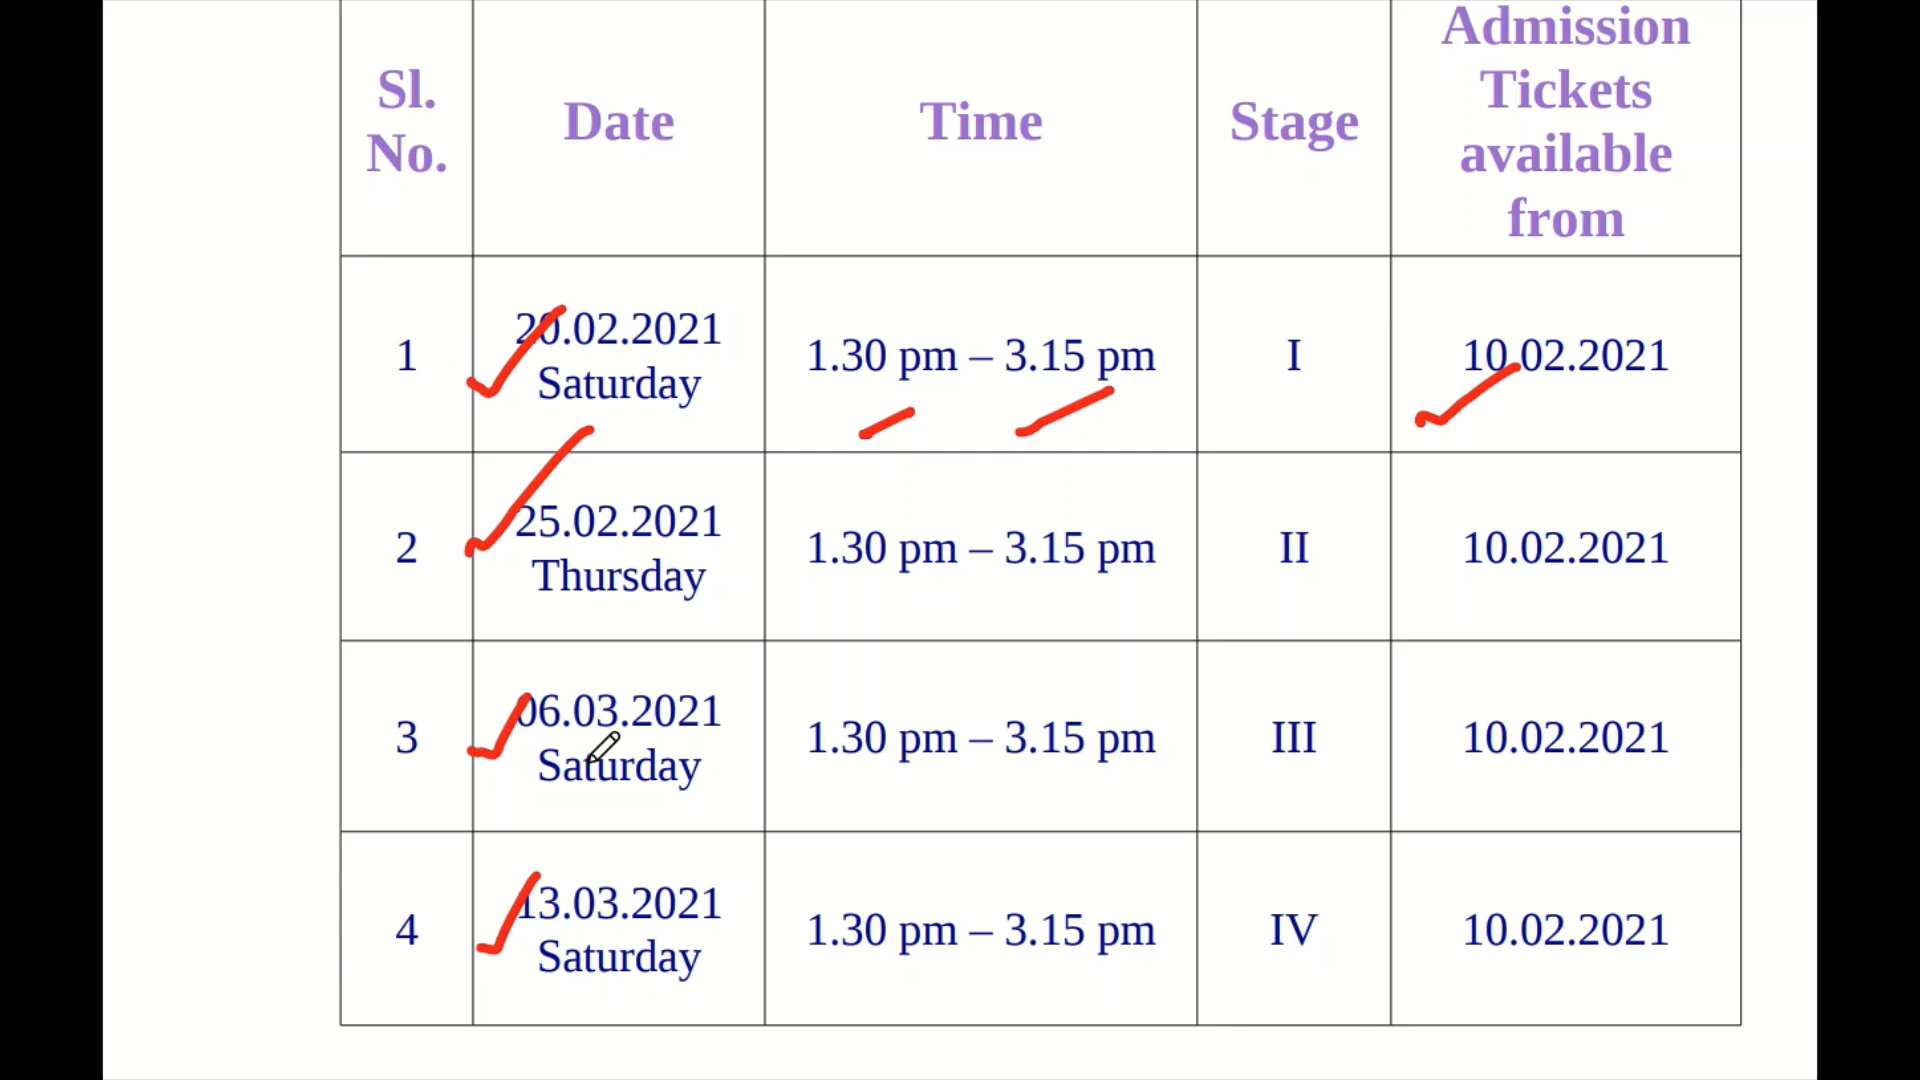 Sl.
No.
Date
Time
Stage
Admission
Tickets
available
from
1
20.02.2021
Saturday
1.30 pm – 3.15 pm
I
10.02.2021
2
25.02.2021
Thursday
1.30 pm – 3.15 pm
II
10.02.2021
3
06.03.2021
Saturday
1.30 pm – 3.15 pm
III
10.02.2021
4
13.03.2021
Saturday
1.30 pm – 3.15 pm
IV
10.02.2021